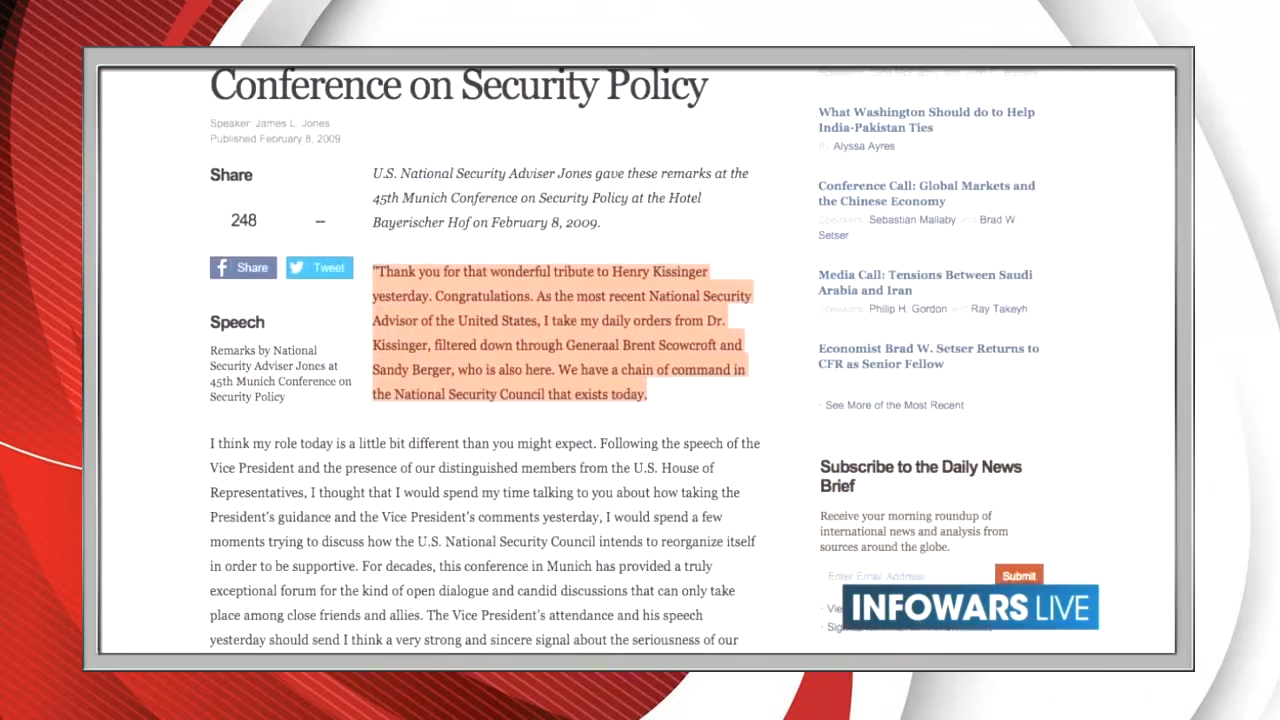 Conference on Security Policy
Speaker: James L. Jones
Published February 8, 2009
Share
248 –
Share
Tweet
Speech
Remarks by National
Security Adviser Jones at
45th Munich Conference on
Security Policy
U.S. National Security Adviser Jones gave these remarks at the
45th Munich Conference on Security Policy at the Hotel
Bayerischer Hof on February 8, 2009.
"Thank you for that wonderful tribute to Henry Kissinger
yesterday. Congratulations. As the most recent National Security
Advisor of the United States, I take my daily orders from Dr.
Kissinger, filtered down through Generaal Brent Scowcroft and
Sandy Berger, who is also here. We have a chain of command in
the National Security Council that exists today.
I think my role today is a little bit different than you might expect. Following the speech of the
Vice President and the presence of our distinguished members from the U.S. House of
Representatives, I thought that I would spend my time talking to you about how taking the
President's guidance and the Vice President's comments yesterday, I would spend a few
moments trying to discuss how the U.S. National Security Council intends to reorganize itself
in order to be supportive. For decades, this conference in Munich has provided a truly
exceptional forum for the kind of open dialogue and candid discussions that can only take
place among close friends and allies. The Vice President's attendance and his speech
yesterday should send I think a very strong and sincere signal about the seriousness of our
What Washington Should do to Help
India-Pakistan Ties
Alyssa Ayres
Conference Call: Global Markets and
the Chinese Economy
Speakers: Sebastian Mallaby and Brad W.
Setser
Media Call: Tensions Between Saudi
Arabia and Iran
Speakers: Philip H. Gordon and Ray Takeyh
Economist Brad W. Setser Returns to
CFR as Senior Fellow
· See More of the Most Recent
Subscribe to the Daily News
Brief
Receive your morning roundup of
international news and analysis from
sources around the globe.
Enter Email Address
Submit
INFOWARS LIVE